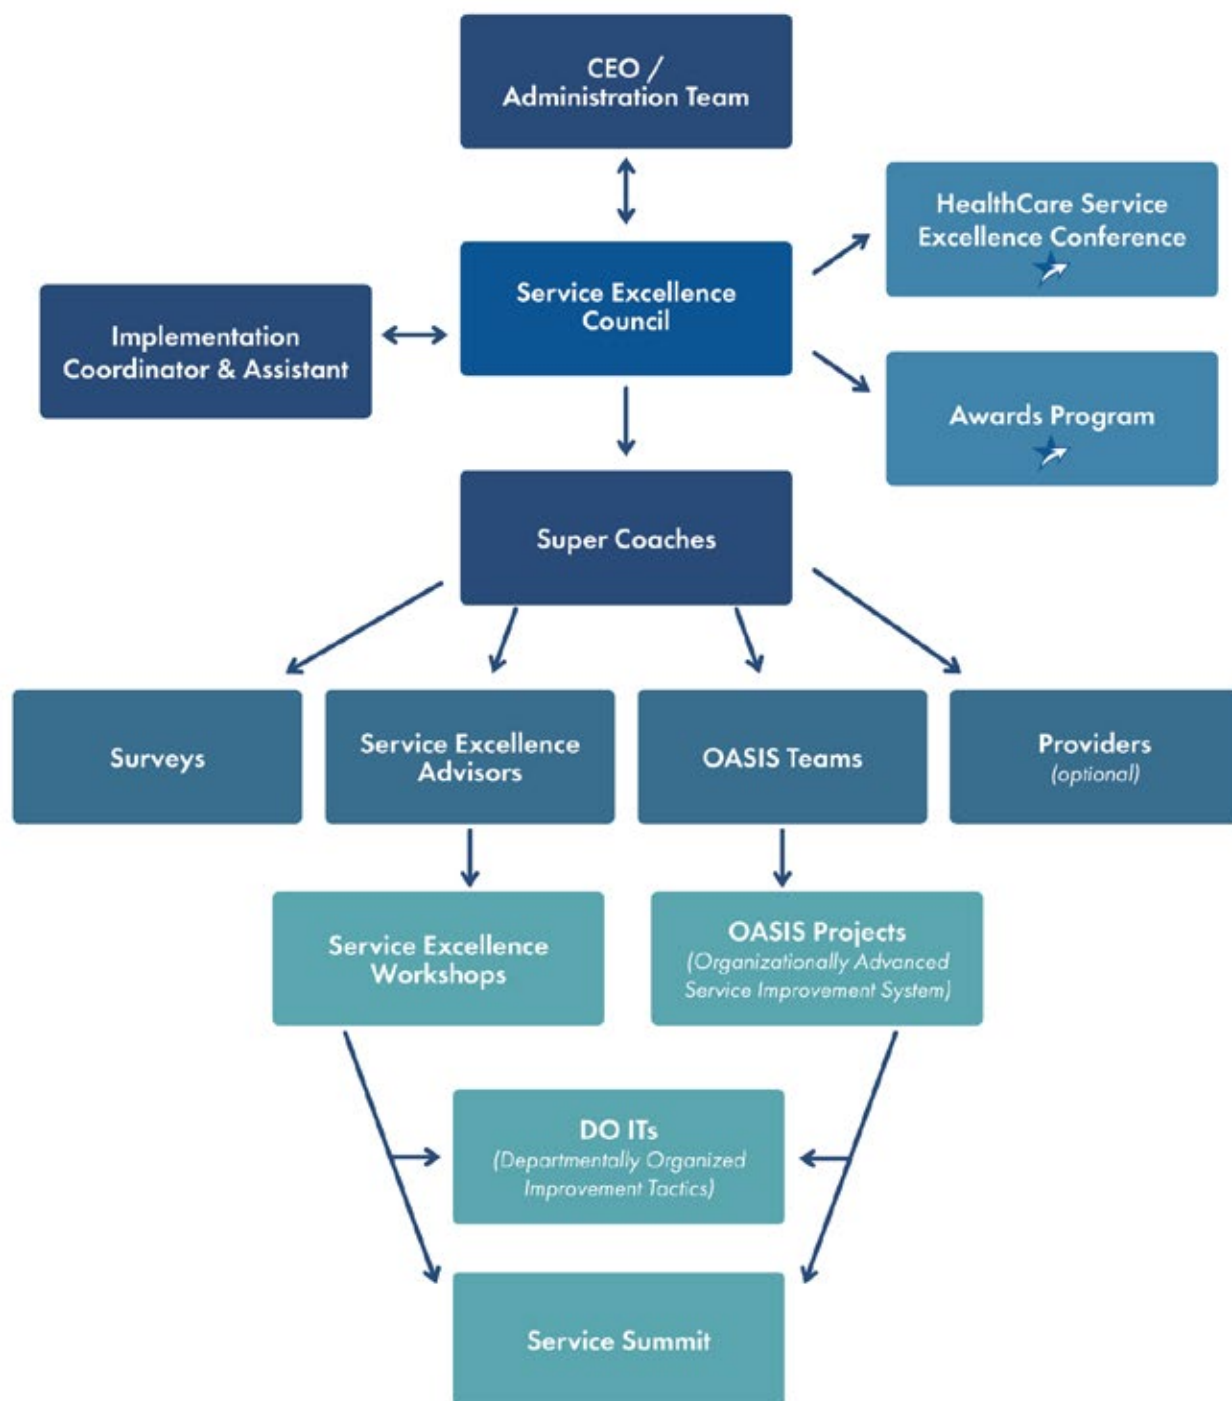 CEO /
Administration Team
HealthCare Service
Excellence Conference
Service Excellence
Council
Implementation
Coordinator & Assistant
Awards Program
Super Coaches
Surveys
Service Excellence
Advisors
OASIS Teams
Providers
(optional)
Service Excellence
Workshops
OASIS Projects
(Organizationally Advanced
Service Improvement System)
DO ITs
(Departmentally Organized
Improvement Tactics)
Service Summit